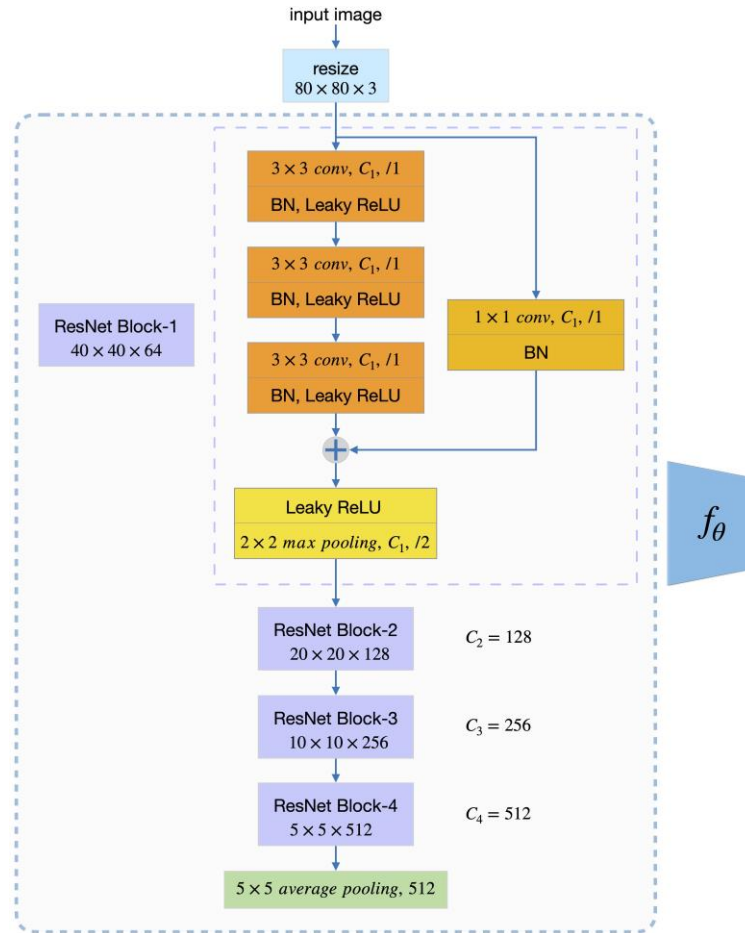 input image
resize
80 × 80 × 3
3 × 3 conv, C₁, /1
BN, Leaky ReLU
3 × 3 conv, C₁, /1
BN, Leaky ReLU
ResNet Block-1
40 × 40 × 64
1 × 1 conv, C₁, /1
BN
3 × 3 conv, C₁, /1
BN, Leaky ReLU
+
Leaky ReLU
2 × 2 max pooling, C₁, /2
f_θ
ResNet Block-2
20 × 20 × 128
C₂ = 128
ResNet Block-3
10 × 10 × 256
C₃ = 256
ResNet Block-4
5 × 5 × 512
C₄ = 512
5 × 5 average pooling, 512